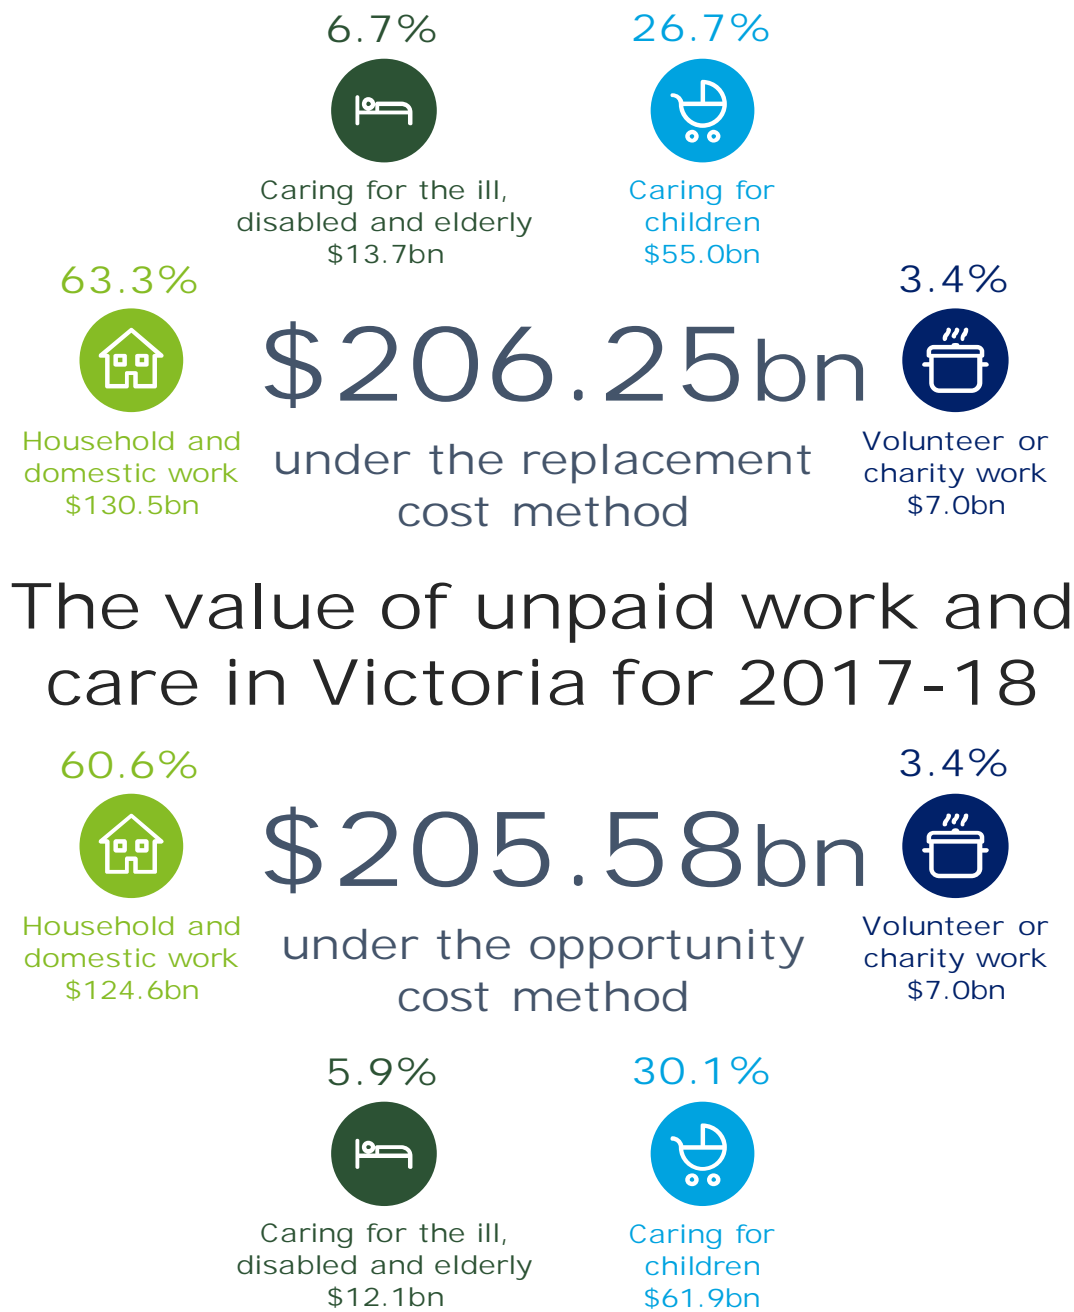 6.7%
Caring for the ill,
disabled and elderly
$13.7bn
26.7%
Caring for
children
$55.0bn
63.3%
Household and
domestic work
$130.5bn
$206.25bn
under the replacement
cost method
3.4%
Volunteer or
charity work
$7.0bn
The value of unpaid work and
care in Victoria for 2017-18
60.6%
Household and
domestic work
$124.6bn
$205.58bn
under the opportunity
cost method
3.4%
Volunteer or
charity work
$7.0bn
5.9%
Caring for the ill,
disabled and elderly
$12.1bn
30.1%
Caring for
children
$61.9bn